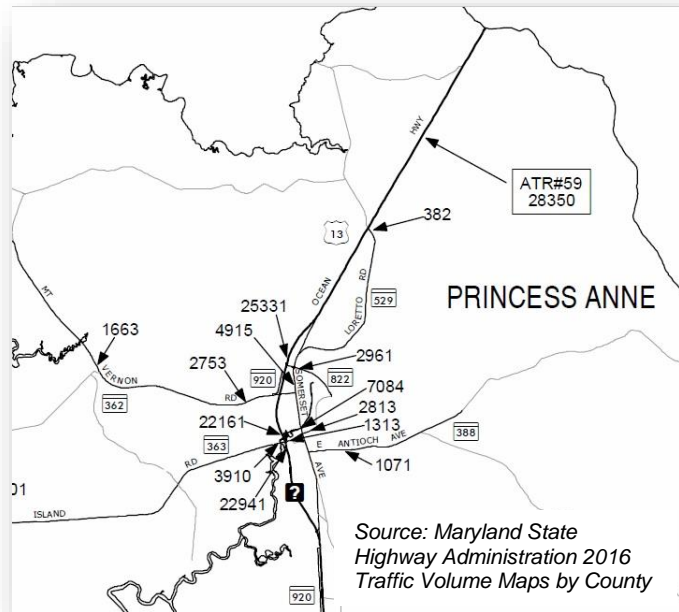 HWY
ATR#59
28350
382
13
OCEAN
LORETTO RD
529
PRINCESS ANNE
MT
VERNON
RD
25331
4915
1663
2753
2961
920
SOMERSET
822
7084
362
2813
22161
1313
363
E ANTIOCH AVE
388
RD
3910
AVE
1071
01
22941
?
ISLAND
920
Source: Maryland State
Highway Administration 2016
Traffic Volume Maps by County